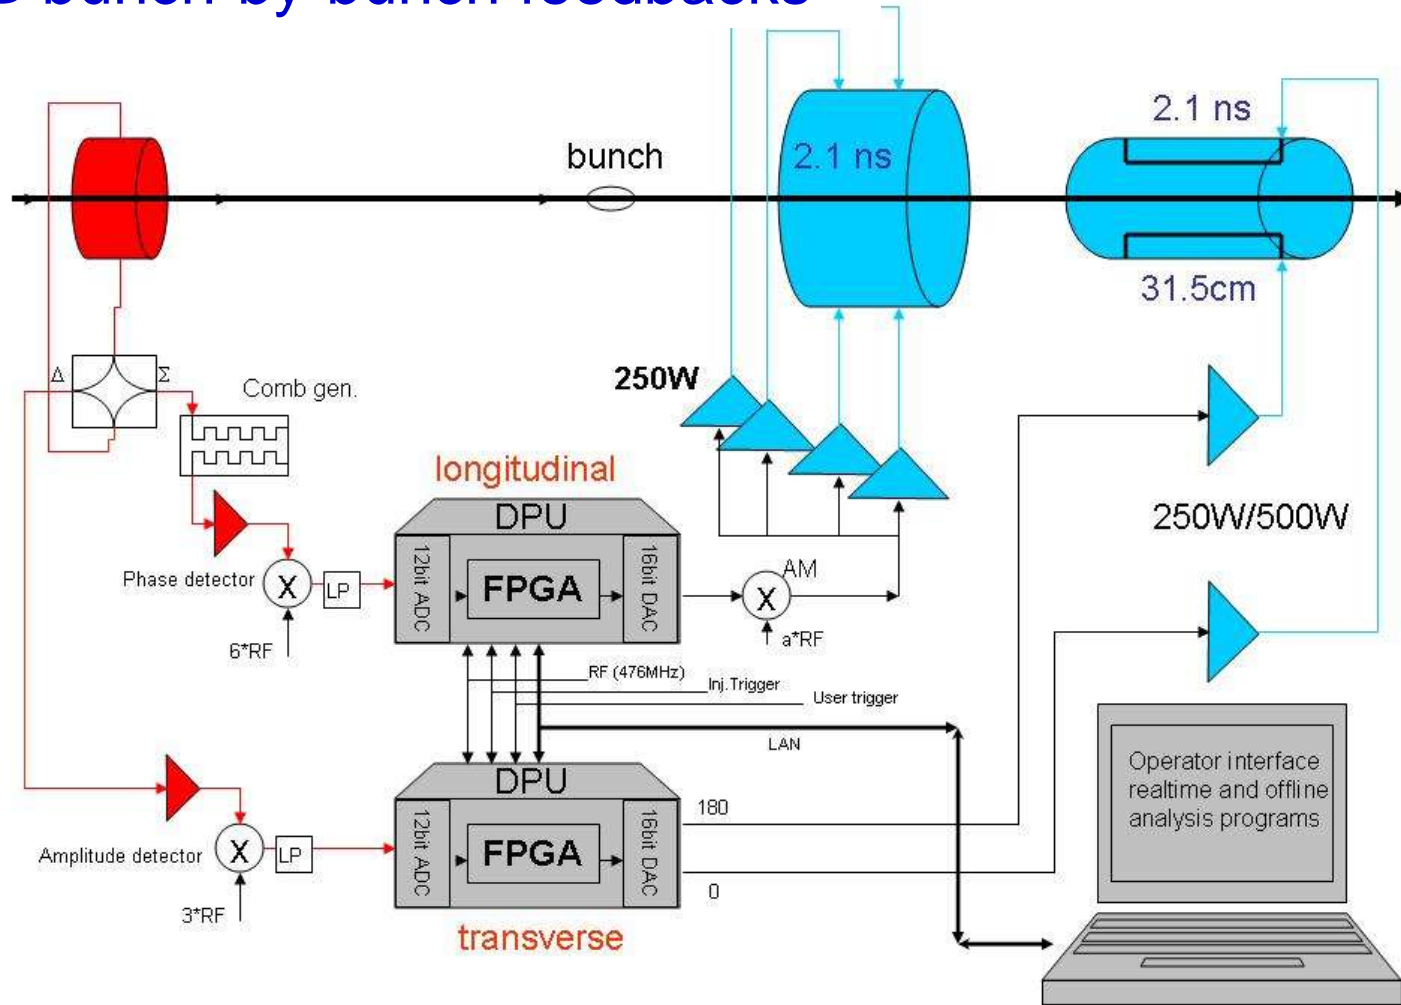 bunch-by-bunch feedbacks
2.1 ns
bunch
2.1 ns
31.5cm
Δ
Σ
Comb gen.
250W
longitudinal
DPU
12bit ADC
FPGA
16bit DAC
250W/500W
Phase detector
X
LP
X
AM
6*RF
a*RF
RF (476MHz)
Inj.Trigger
User trigger
LAN
DPU
12bit ADC
FPGA
16bit DAC
180
0
Operator interface
realtime and offline
analysis programs
Amplitude detector
X
LP
3*RF
transverse